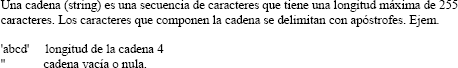 Una cadena (string) es una secuencia de caracteres que tiene una longitud máxima de 255
caracteres. Los caracteres que componen la cadena se delimitan con apóstrofes. Ejem.
'abcd' longitud de la cadena 4
'' cadena vacía o nula.